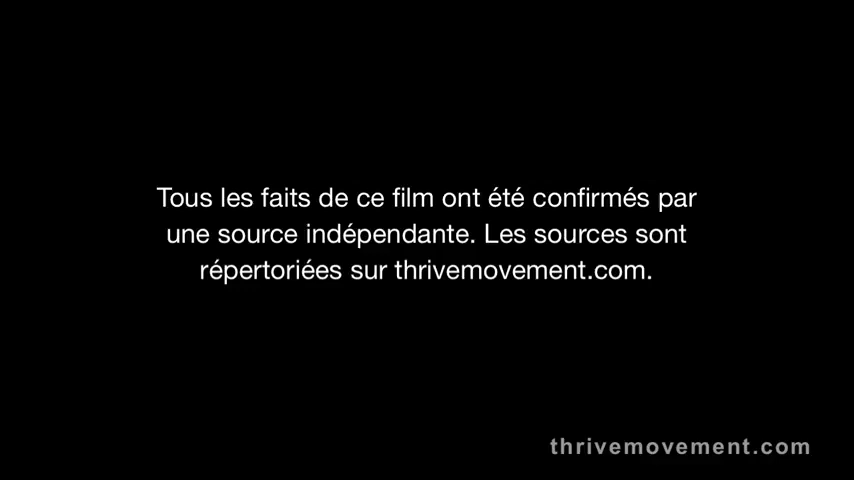 Tous les faits de ce film ont été confirmés par
une source indépendante. Les sources sont
répertoriées sur thrivemovement.com.
thrivemovement.com